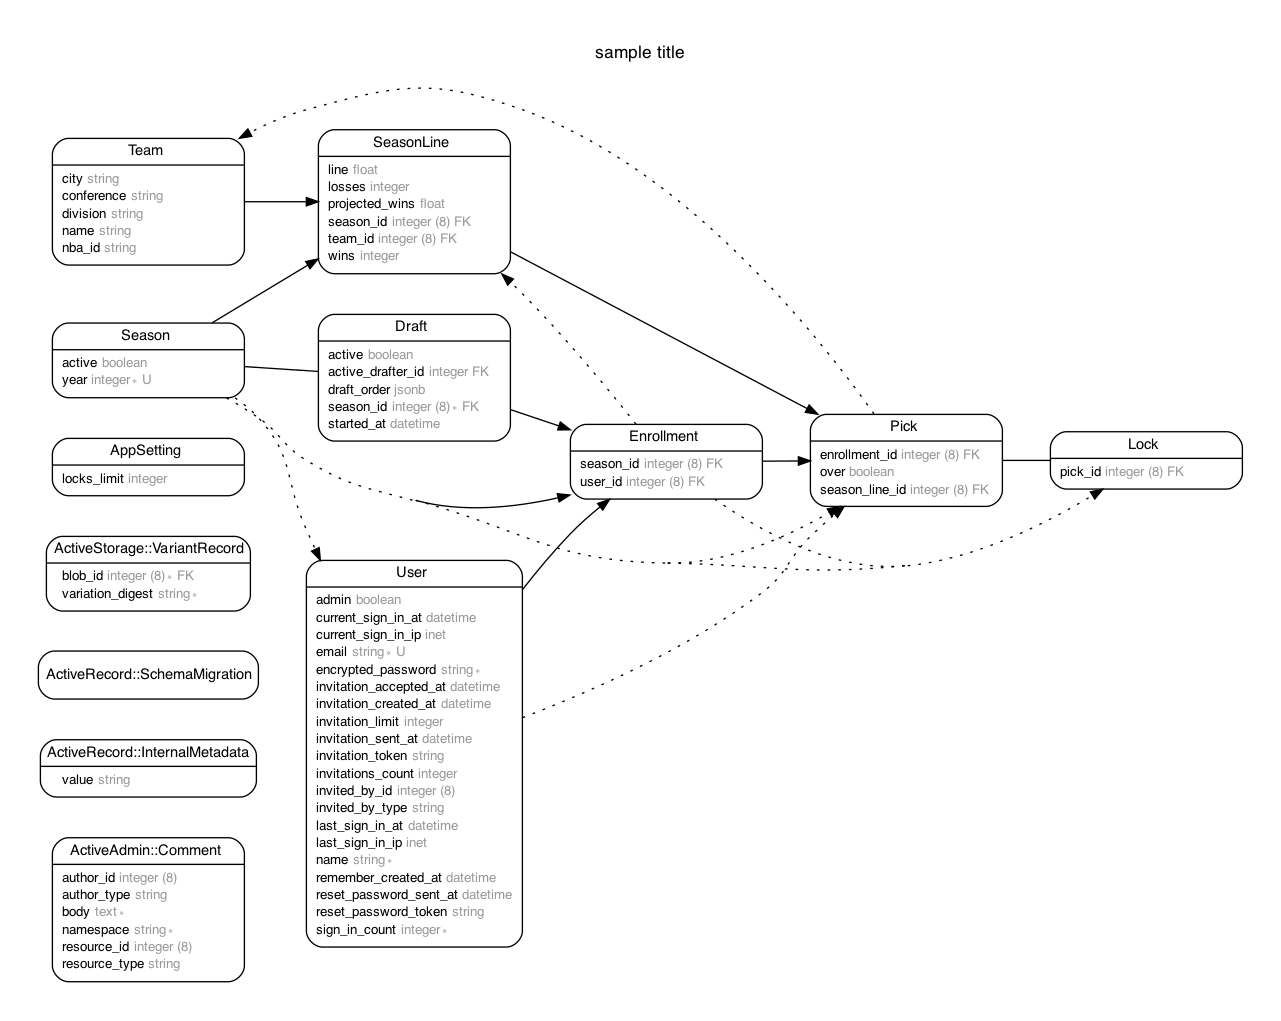 sample title
Team
city string
conference string
division string
name string
nba_id string
SeasonLine
line float
losses integer
projected_wins float
season_id integer (8) FK
team_id integer (8) FK
wins integer
Season
active boolean
year integer∗ U
Draft
active boolean
active_drafter_id integer FK
draft_order jsonb
season_id integer (8)∗ FK
started_at datetime
Enrollment
season_id integer (8) FK
user_id integer (8) FK
Pick
enrollment_id integer (8) FK
over boolean
season_line_id integer (8) FK
Lock
pick_id integer (8) FK
AppSetting
locks_limit integer
ActiveStorage::VariantRecord
blob_id integer (8)∗ FK
variation_digest string∗
ActiveRecord::SchemaMigration
ActiveRecord::InternalMetadata
value string
ActiveAdmin::Comment
author_id integer (8)
author_type string
body text∗
namespace string∗
resource_id integer (8)
resource_type string
User
admin boolean
current_sign_in_at datetime
current_sign_in_ip inet
email string∗ U
encrypted_password string∗
invitation_accepted_at datetime
invitation_created_at datetime
invitation_limit integer
invitation_sent_at datetime
invitation_token string
invitations_count integer
invited_by_id integer (8)
invited_by_type string
last_sign_in_at datetime
last_sign_in_ip inet
name string∗
remember_created_at datetime
reset_password_sent_at datetime
reset_password_token string
sign_in_count integer∗